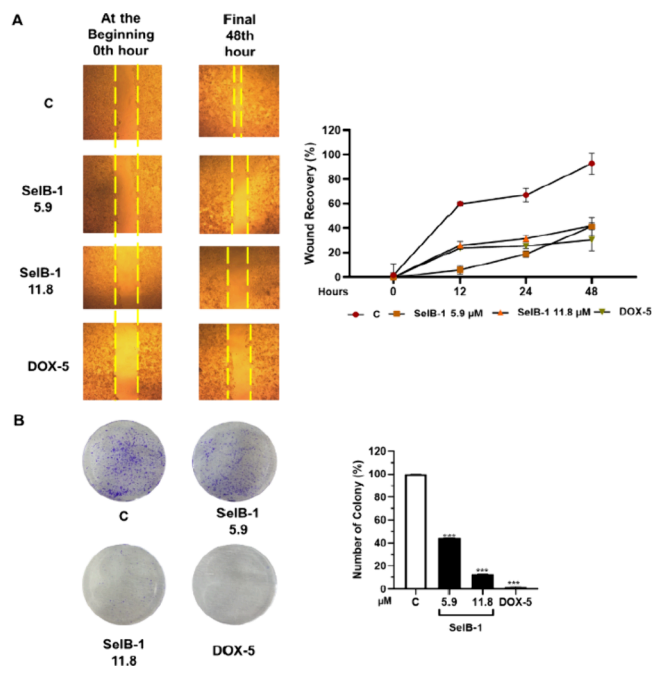 A
At the
Beginning
0th hour
Final
48th
hour
C
SelB-1
5.9
SelB-1
11.8
DOX-5
Wound Recovery (%)
120
100
80
60
40
20
0
Hours
0
12
24
48
C
SelB-1 5.9 μM
SelB-1 11.8 μM
DOX-5
B
C
SelB-1
5.9
SelB-1
11.8
DOX-5
Number of Colony (%)
120
100
80
60
40
20
0
***
***
***
μM
C
5.9
11.8
DOX-5
SelB-1